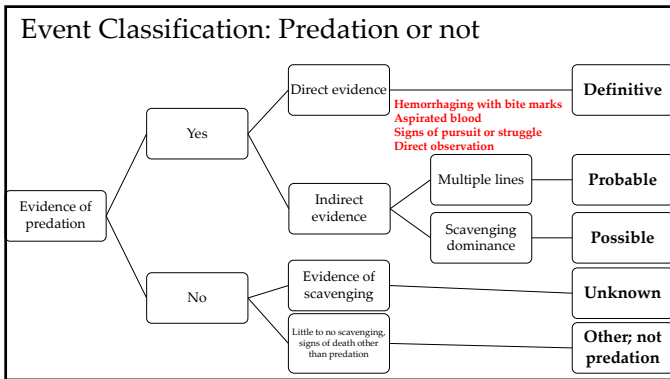 Event Classification: Predation or not
Direct evidence
Definitive
Hemorrhaging with bite marks
Aspirated blood
Signs of pursuit or struggle
Direct observation
Yes
Multiple lines
Probable
Evidence of
predation
Indirect
evidence
Scavenging
dominance
Possible
Evidence of
scavenging
Unknown
No
Little to no scavenging,
signs of death other
than predation
Other; not
predation